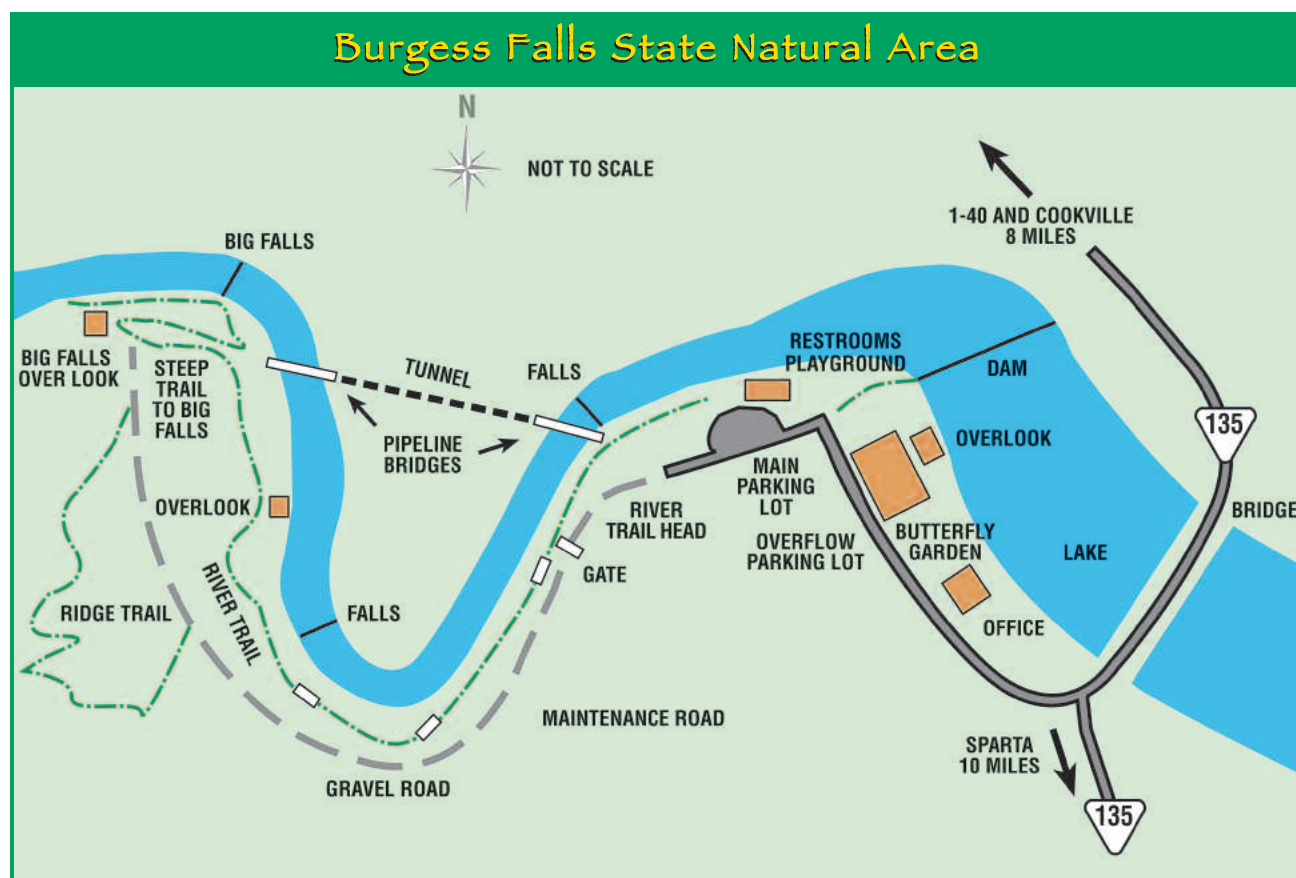 Burgess Falls State Natural Area
N
NOT TO SCALE
1-40 AND COOKVILLE
8 MILES
BIG FALLS
BIG FALLS
OVER LOOK
STEEP
TRAIL
TO BIG
FALLS
TUNNEL
FALLS
RESTROOMS
PLAYGROUND
DAM
135
PIPELINE
BRIDGES
OVERLOOK
OVERLOOK
MAIN
PARKING
LOT
RIVER
TRAIL HEAD
OVERFLOW
PARKING LOT
BUTTERFLY
GARDEN
LAKE
BRIDGE
GATE
RIDGE TRAIL
RIVER TRAIL
FALLS
OFFICE
MAINTENANCE ROAD
GRAVEL ROAD
SPARTA
10 MILES
135